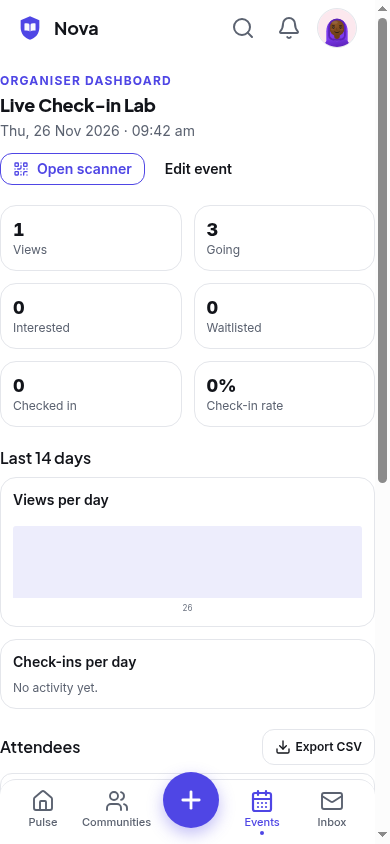 Nova
ORGANISER DASHBOARD
Live Check-in Lab
Thu, 26 Nov 2026 · 09:42 am
Open scanner
Edit event
1
Views
3
Going
0
Interested
0
Waitlisted
0
Checked in
0%
Check-in rate
Last 14 days
Views per day
26
Check-ins per day
No activity yet.
Attendees
Export CSV
Pulse
Communities
Events
Inbox